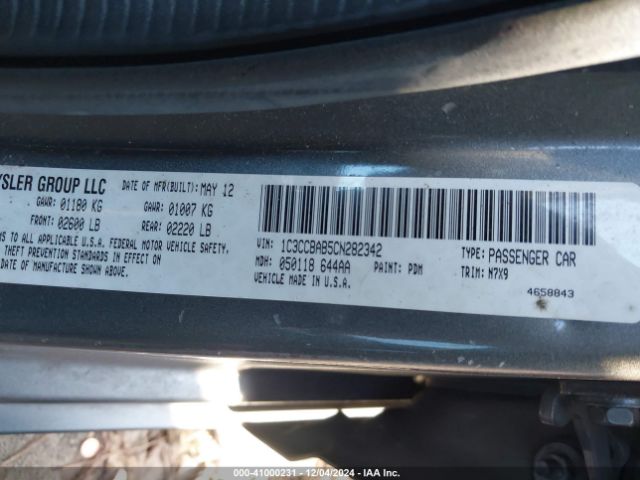 YSLER GROUP LLC DATE OF MFR(BUILT): MAY 12
GAWR: 01180 KG GAWR: 01007 KG
FRONT: 02600 LB REAR: 02220 LB
MS TO ALL APPLICABLE U.S.A. FEDERAL MOTOR VEHICLE SAFETY,
THEFT PREVENTION STANDARDS IN EFFECT ON
DATE OF MANUFACTURE SHOWN ABOVE.
VIN: 1C3CCBAB5CN282342 TYPE: PASSENGER CAR
MDH: 050118 644AA PAINT: PDM TRIM: N7X9
VEHICLE MADE IN U.S.A.
4658843
000-41000231 - 12/04/2024 - IAA Inc.